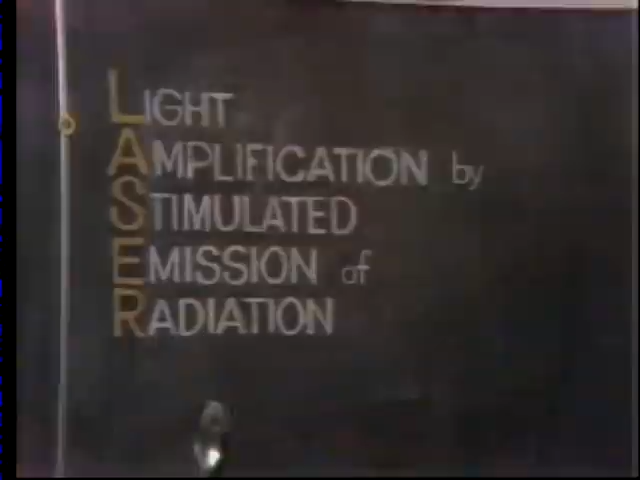 LIGHT
AMPLIFICATION by
STIMULATED
EMISSION of
RADIATION